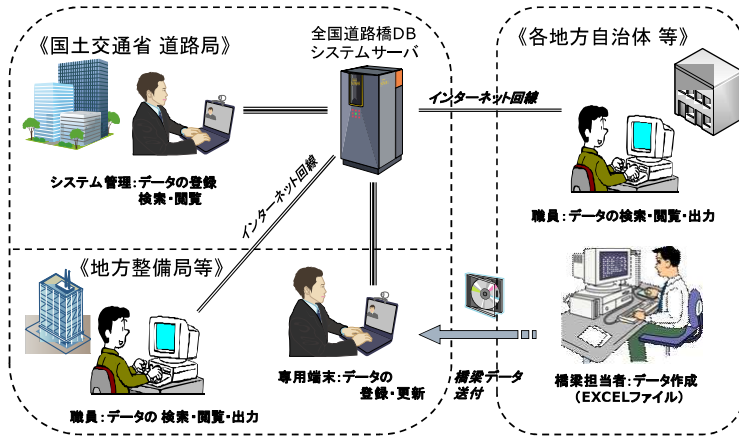 《国土交通省 道路局》
全国道路橋DB
システムサーバ
《各地方自治体 等》
インターネット回線
システム管理：データの登録
検索・閲覧
インターネット回線
職員：データの検索・閲覧・出力
《地方整備局等》
専用端末：データの
登録・更新
橋梁データ
送付
橋梁担当者：データ作成
（EXCELファイル）
職員：データの 検索・閲覧・出力